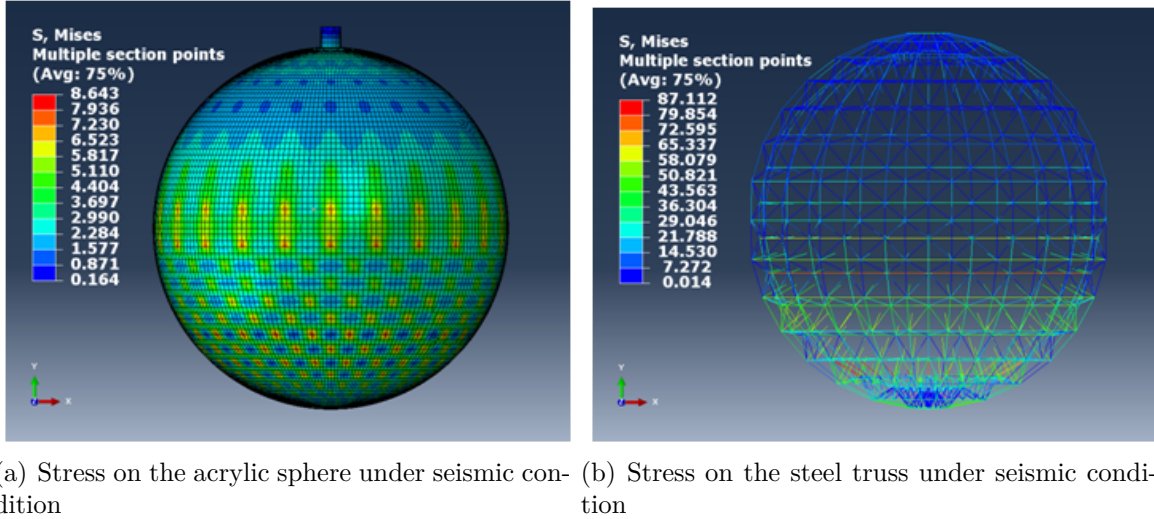 S, Mises
Multiple section points
(Avg: 75%)
8.643
7.936
7.230
6.523
5.817
5.110
4.404
3.697
2.990
2.284
1.577
0.871
0.164
Y
X
S, Mises
Multiple section points
(Avg: 75%)
87.112
79.854
72.595
65.337
58.079
50.821
43.563
36.304
29.046
21.788
14.530
7.272
0.014
Y
X
a) Stress on the acrylic sphere under seismic con-
dition
(b) Stress on the steel truss under seismic condi-
tion